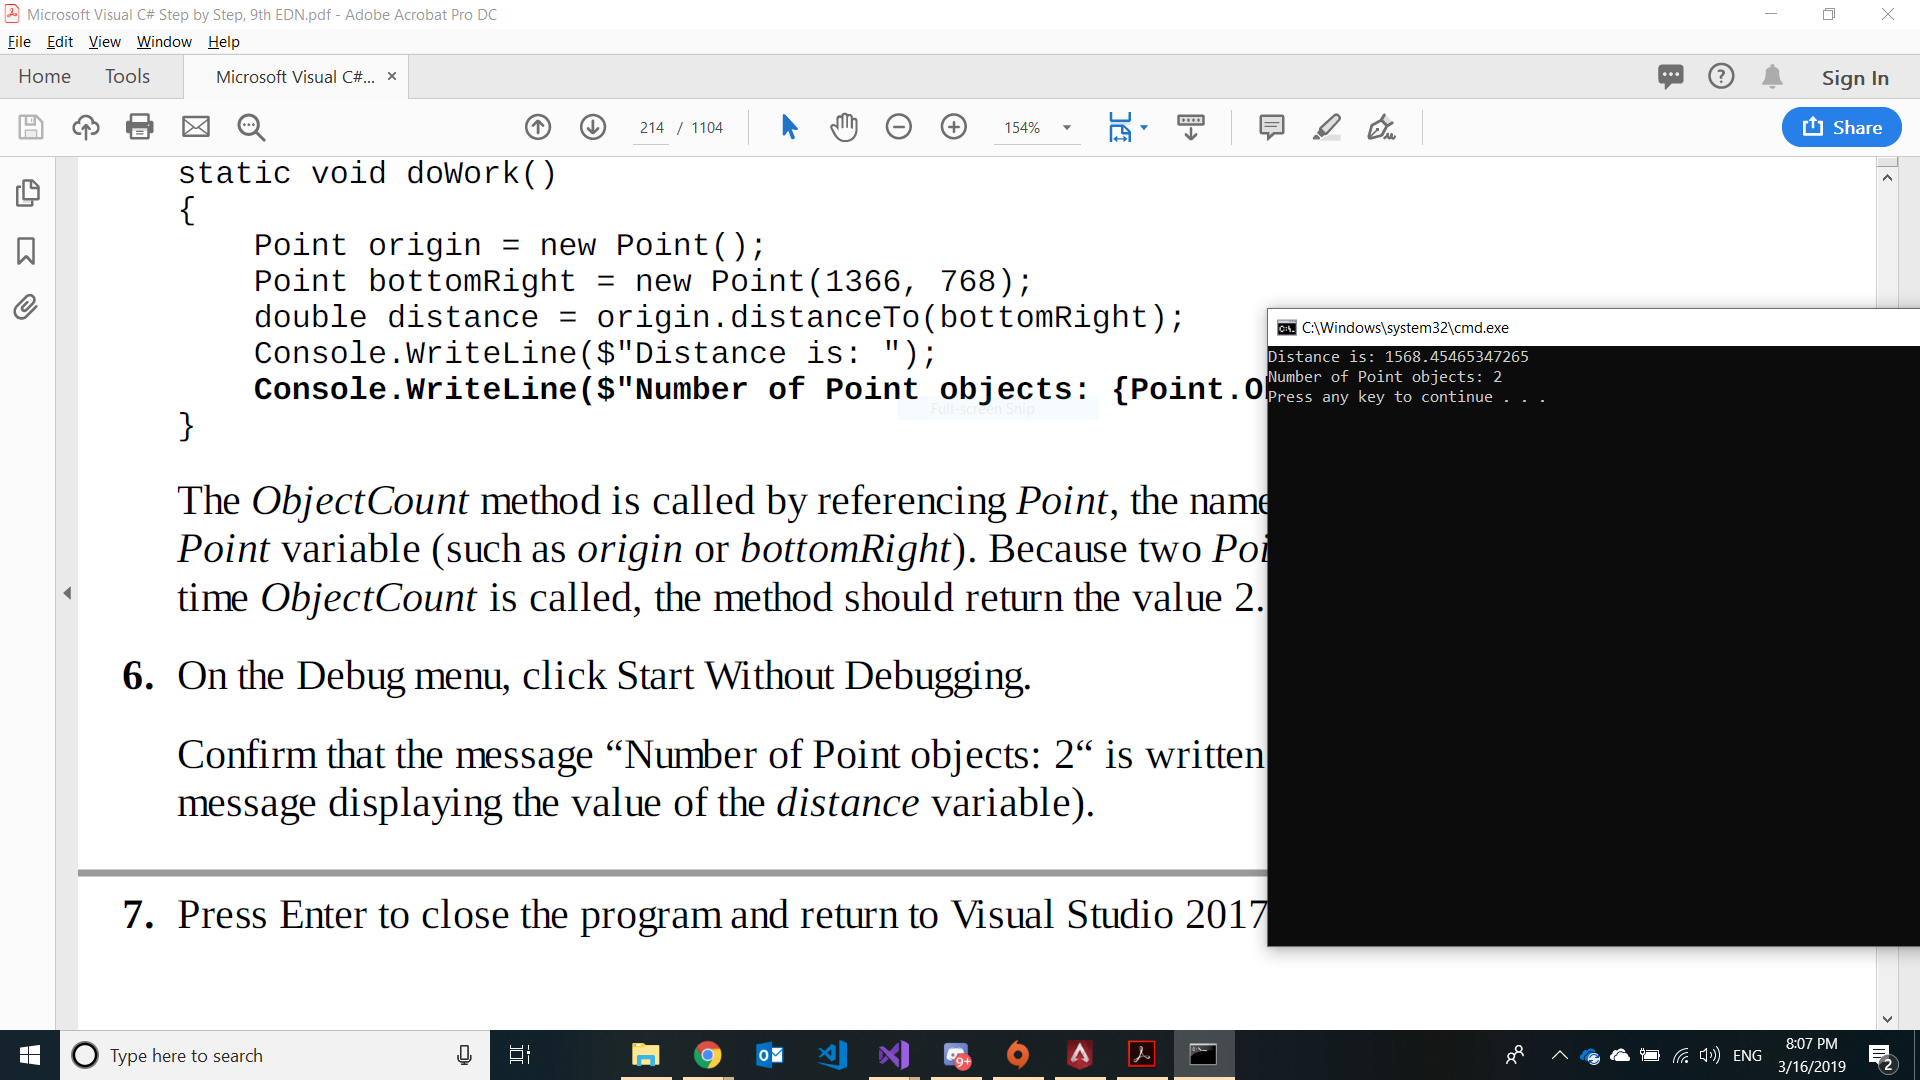 Microsoft Visual C# Step by Step, 9th EDN.pdf - Adobe Acrobat Pro DC
File Edit View Window Help
Home Tools Microsoft Visual C#... × Sign In
214 / 1104 154% Share
static void doWork()
{
Point origin = new Point();
Point bottomRight = new Point(1366, 768);
double distance = origin.distanceTo(bottomRight);
Console.WriteLine($"Distance is: ");
Console.WriteLine($"Number of Point objects: {Point.O
Full-screen Snip
}
The ObjectCount method is called by referencing Point, the name
Point variable (such as origin or bottomRight). Because two Poi
time ObjectCount is called, the method should return the value 2.
6. On the Debug menu, click Start Without Debugging.
Confirm that the message “Number of Point objects: 2“ is written
message displaying the value of the distance variable).
7. Press Enter to close the program and return to Visual Studio 2017
C:\Windows\system32\cmd.exe
Distance is: 1568.45465347265
Number of Point objects: 2
Press any key to continue . . .
Type here to search
9+
ENG
8:07 PM
3/16/2019
2